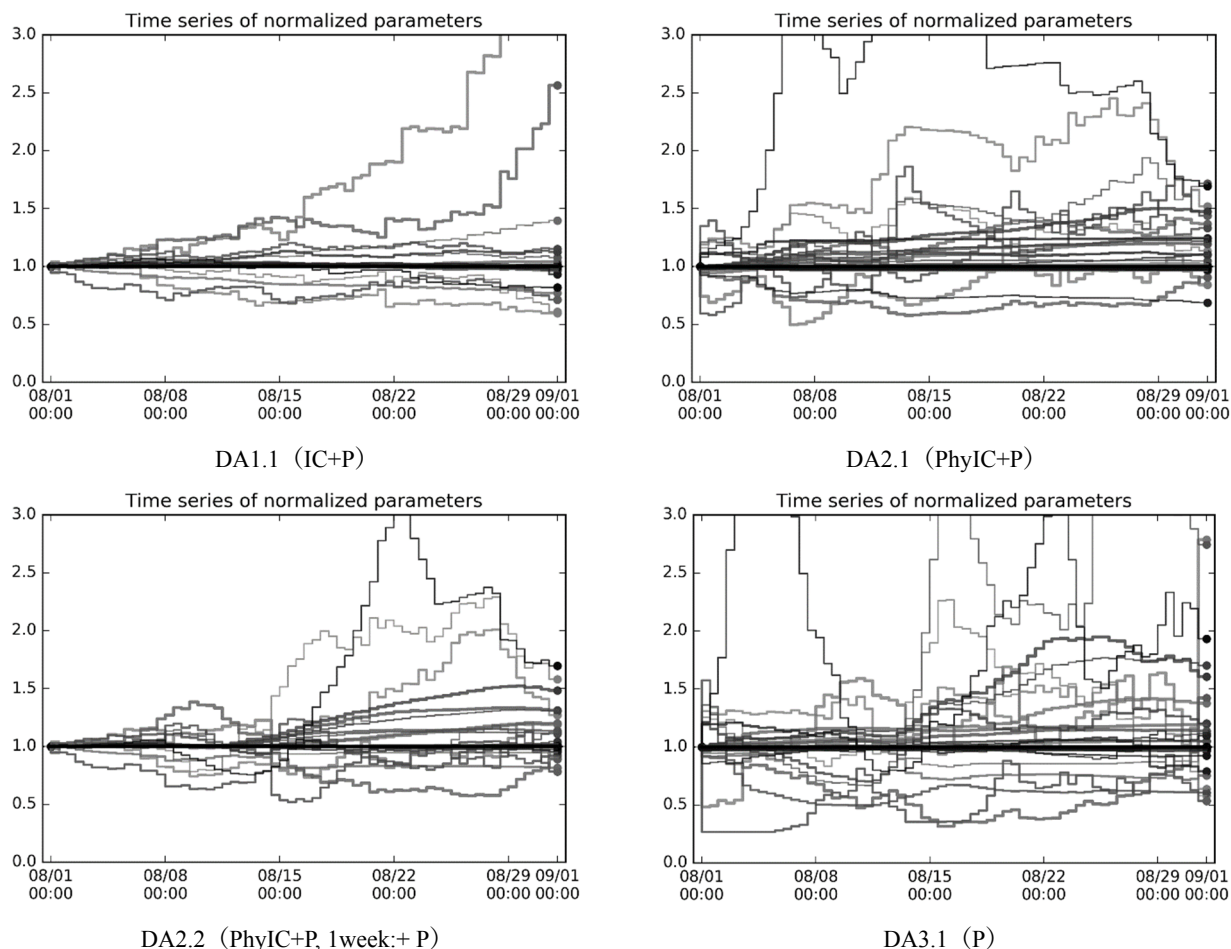 Time series of normalized parameters
3.0
2.5
2.0
1.5
1.0
0.5
0.0
08/01 08/08 08/15 08/22 08/29 09/01
00:00 00:00 00:00 00:00 00:00 00:00
DA1.1（IC+P）
Time series of normalized parameters
3.0
2.5
2.0
1.5
1.0
0.5
0.0
08/01 08/08 08/15 08/22 08/29 09/01
00:00 00:00 00:00 00:00 00:00 00:00
DA2.1（PhyIC+P）
Time series of normalized parameters
3.0
2.5
2.0
1.5
1.0
0.5
0.0
08/01 08/08 08/15 08/22 08/29 09/01
00:00 00:00 00:00 00:00 00:00 00:00
DA2.2（PhyIC+P, 1week:+ P）
Time series of normalized parameters
3.0
2.5
2.0
1.5
1.0
0.5
0.0
08/01 08/08 08/15 08/22 08/29 09/01
00:00 00:00 00:00 00:00 00:00 00:00
DA3.1（P）